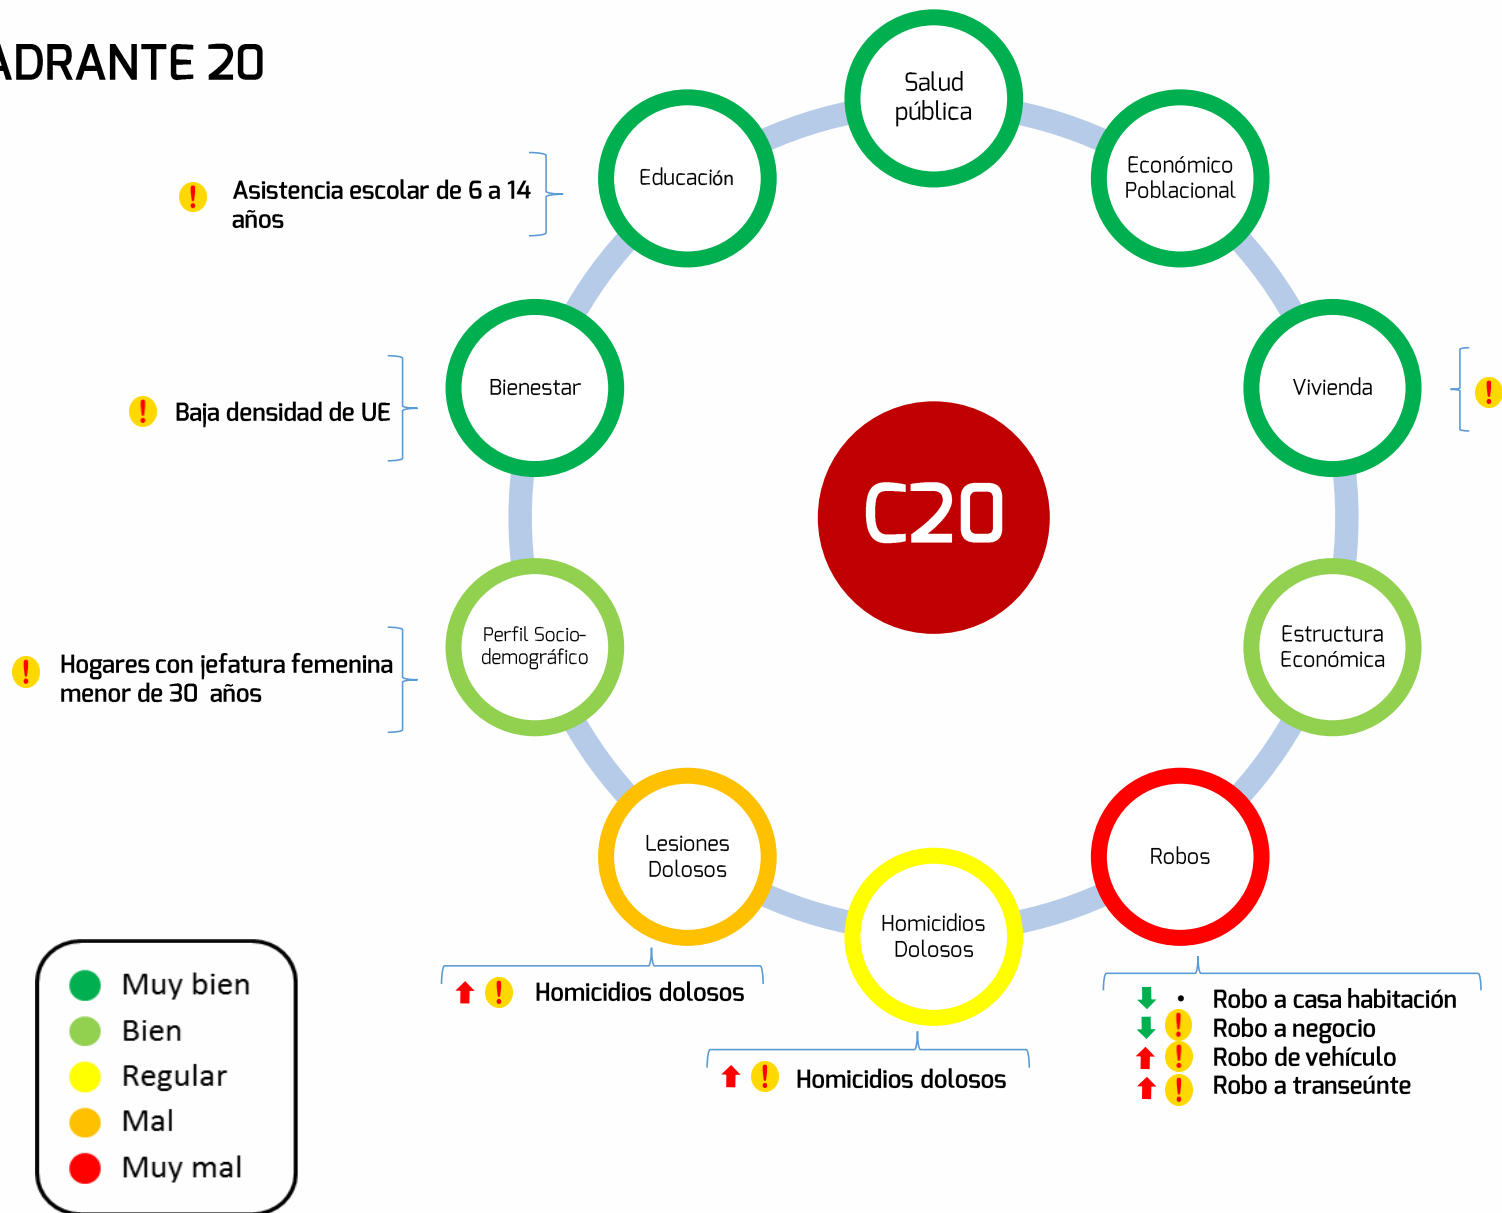 ADRANTE 20
Salud
pública
Educación
Económico
Poblacional
Asistencia escolar de 6 a 14
años
Bienestar
Vivienda
Baja densidad de UE
C20
Perfil Socio-
demográfico
Estructura
Económica
Hogares con jefatura femenina
menor de 30 años
Lesiones
Dolosos
Robos
Homicidios
Dolosos
Homicidios dolosos
Homicidios dolosos
Robo a casa habitación
Robo a negocio
Robo de vehículo
Robo a transeúnte
Muy bien
Bien
Regular
Mal
Muy mal